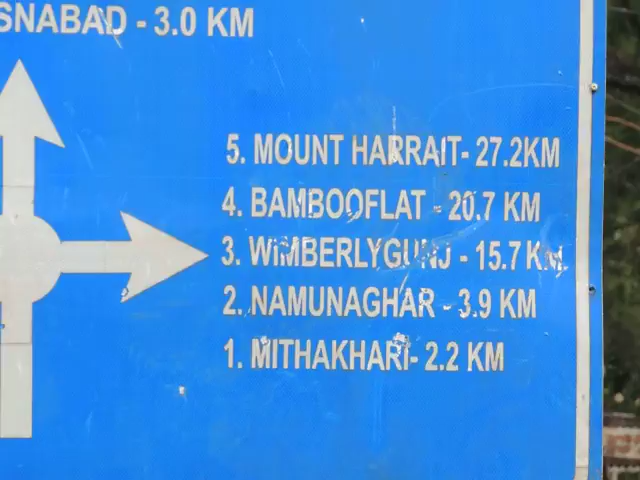 SNABAD - 3.0 KM
5. MOUNT HARRAIT- 27.2KM
4. BAMBOOFLAT - 20.7 KM
3. WIMBERLYGUNJ - 15.7 KM
2. NAMUNAGHAR - 3.9 KM
1. MITHAKHARI- 2.2 KM